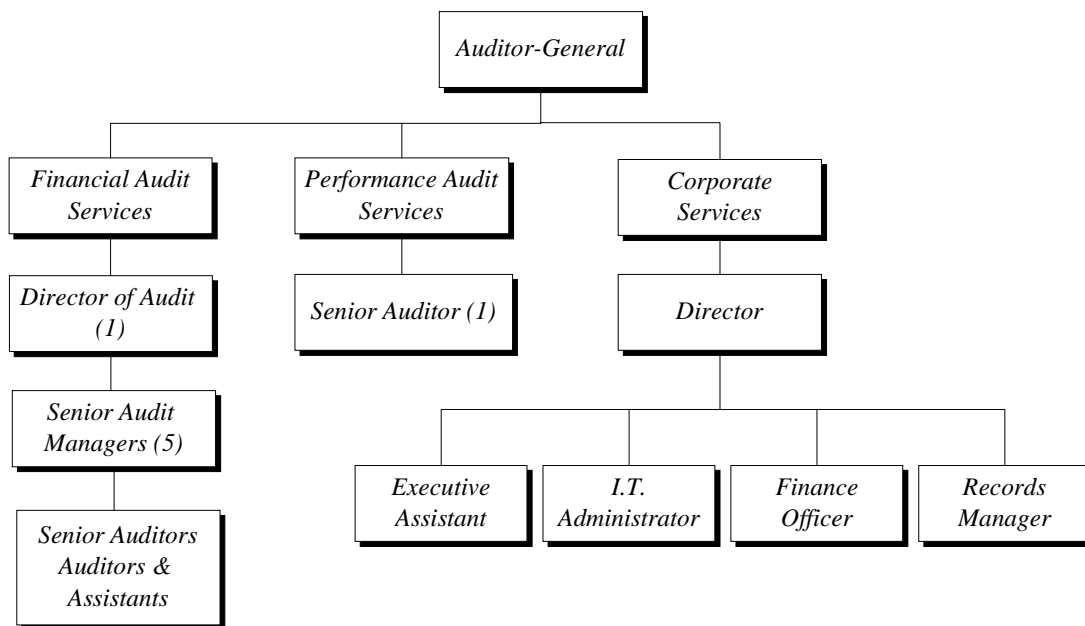 Auditor-General
Financial Audit
Services
Performance Audit
Services
Corporate
Services
Director of Audit
(1)
Senior Auditor (1)
Director
Senior Audit
Managers (5)
Executive
Assistant
I.T.
Administrator
Finance
Officer
Records
Manager
Senior Auditors
Auditors &
Assistants